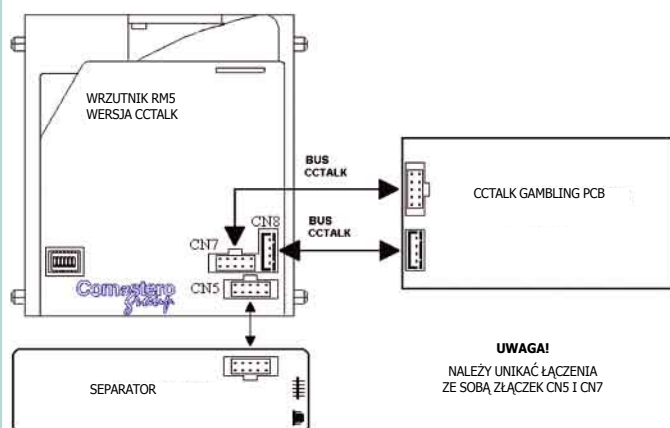 WRZUTNIK RM5
WERSJA CCTALK
BUS
CCTALK
CCTALK GAMBLING PCB
BUS
CCTALK
CN8
CN7
CN5
Comestero
Group
SEPARATOR
UWAGA!
NALEŻY UNIKAĆ ŁĄCZENIA
ZE SOBĄ ZŁĄCZEK CN5 I CN7